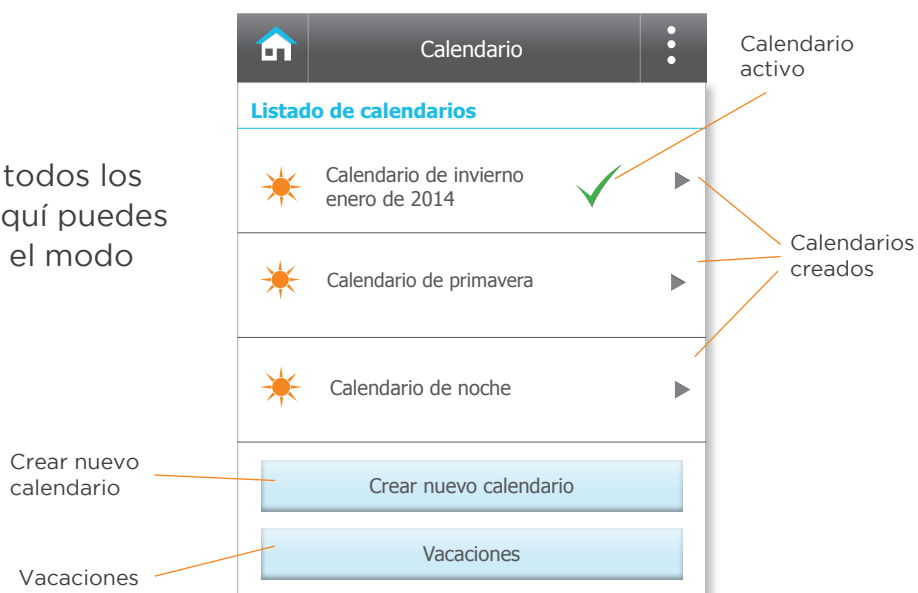 Calendario
Calendario
activo
Listado de calendarios
todos los
quí puedes
el modo
Calendario de invierno
enero de 2014
Calendarios
creados
Calendario de primavera
Calendario de noche
Crear nuevo
calendario
Crear nuevo calendario
Vacaciones
Vacaciones